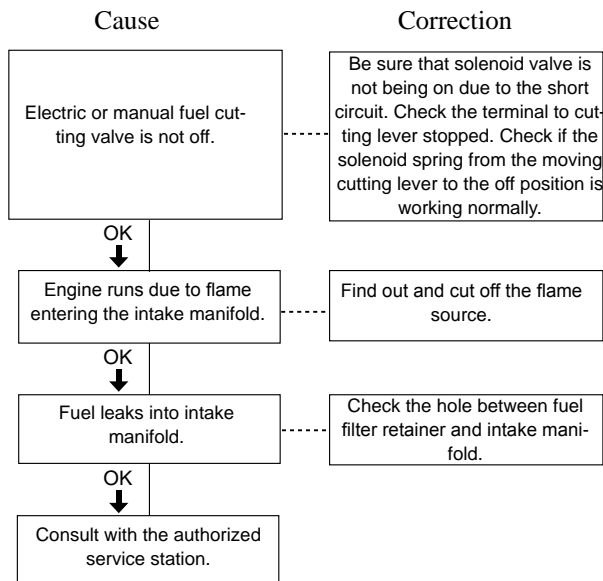 Cause
Correction
Electric or manual fuel cut-
ting valve is not off.
Be sure that solenoid valve is
not being on due to the short
circuit. Check the terminal to cut-
ting lever stopped. Check if the
solenoid spring from the moving
cutting lever to the off position is
working normally.
OK
Engine runs due to flame
entering the intake manifold.
Find out and cut off the flame
source.
OK
Fuel leaks into intake
manifold.
Check the hole between fuel
filter retainer and intake mani-
fold.
OK
Consult with the authorized
service station.